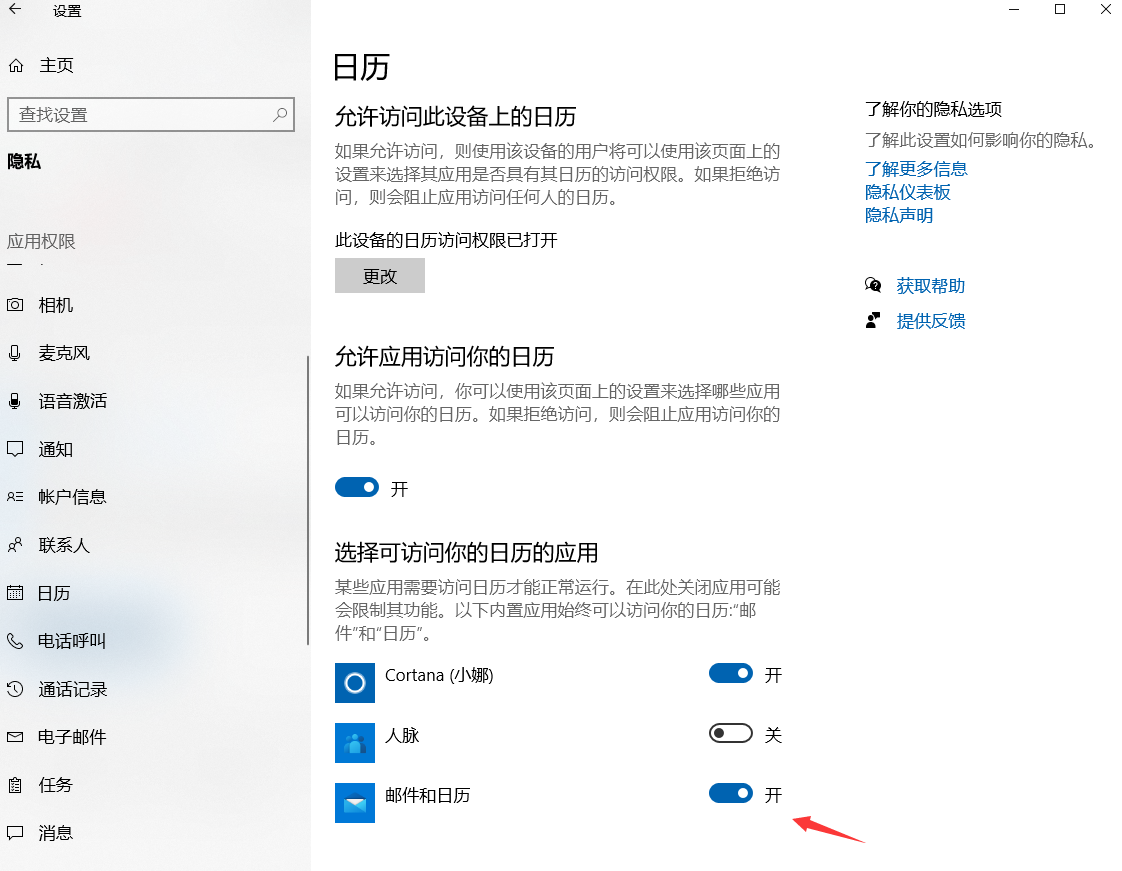 设置
主页
查找设置
隐私
应用权限
相机
麦克风
语音激活
通知
帐户信息
联系人
日历
电话呼叫
通话记录
电子邮件
任务
消息
日历
允许访问此设备上的日历
如果允许访问，则使用该设备的用户将可以使用该页面上的
设置来选择其应用是否具有其日历的访问权限。如果拒绝访
问，则会阻止应用访问任何人的日历。
此设备的日历访问权限已打开
更改
允许应用访问你的日历
如果允许访问，你可以使用该页面上的设置来选择哪些应用
可以访问你的日历。如果拒绝访问，则会阻止应用访问你的
日历。
开
选择可访问你的日历的应用
某些应用需要访问日历才能正常运行。在此处关闭应用可能
会限制其功能。以下内置应用始终可以访问你的日历:“邮
件”和“日历”。
Cortana (小娜)
开
人脉
关
邮件和日历
开
了解你的隐私选项
了解此设置如何影响你的隐私。
了解更多信息
隐私仪表板
隐私声明
获取帮助
提供反馈